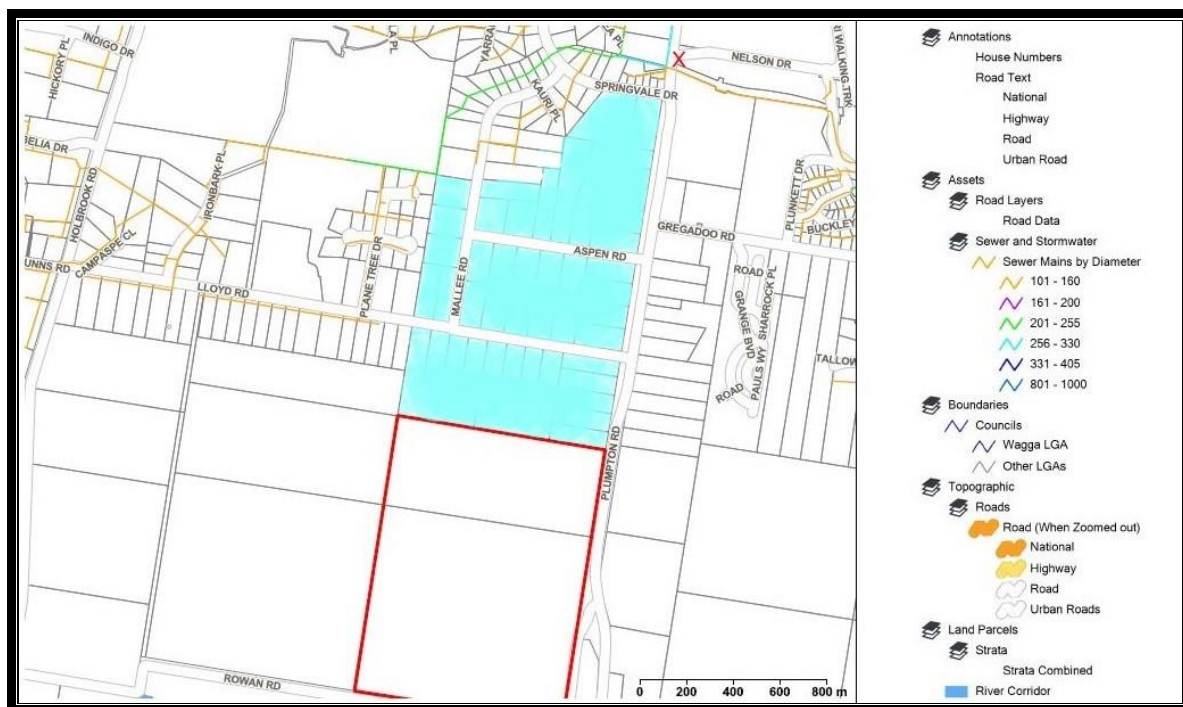 INDIGO DR
HICKORY PL
YARRA
KAURI PL
SPRINGVALE DR
X
NELSON DR
RI WALKING TRK
BELIA DR
HOLBROOK RD
IRONBARK PL
CAMPASPE CL
UNNS RD
LLOYD RD
PLANE TREE DR
MALLEE RD
ASPEN RD
GREGADOO RD
PLUNKETT DR
BUCKLEY
ROAD
GRANGE BVD
PAULS WY
SHARROCK PL
ROAD
TALLOW
PLUMPTON RD
ROWAN RD
0 200 400 600 800 m
Annotations
House Numbers
Road Text
National
Highway
Road
Urban Road
Assets
Road Layers
Road Data
Sewer and Stormwater
Sewer Mains by Diameter
101 - 160
161 - 200
201 - 255
256 - 330
331 - 405
801 - 1000
Boundaries
Councils
Wagga LGA
Other LGAs
Topographic
Roads
Road (When Zoomed out)
National
Highway
Road
Urban Roads
Land Parcels
Strata
Strata Combined
River Corridor